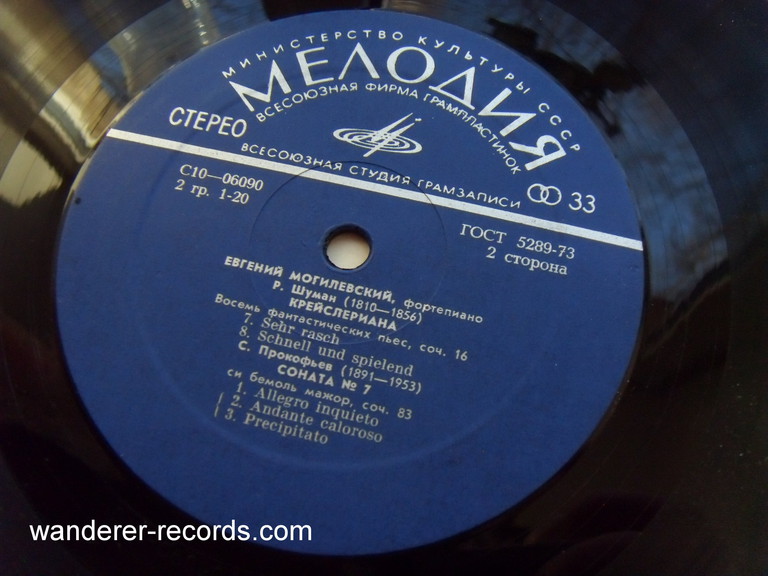 МИНИСТЕРСТВО КУЛЬТУРЫ СССР
МЕЛОДИЯ
ВСЕСОЮЗНАЯ ФИРМА ГРАМПЛАСТИНОК
СТЕРЕО
ВСЕСОЮЗНАЯ СТУДИЯ ГРАМЗАПИСИ
33
С10—06090
2 гр. 1-20
ГОСТ 5289-73
2 сторона
ЕВГЕНИЙ МОГИЛЕВСКИЙ, фортепиано
Р. Шуман (1810—1856)
КРЕЙСЛЕРИАНА
Восемь фантастических пьес, соч. 16
7. Sehr rasch
8. Schnell und spielend
С. Прокофьев (1891—1953)
СОНАТА № 7
си бемоль мажор, соч. 83
1. Allegro inquieto
2. Andante caloroso
3. Precipitato
wanderer-records.com